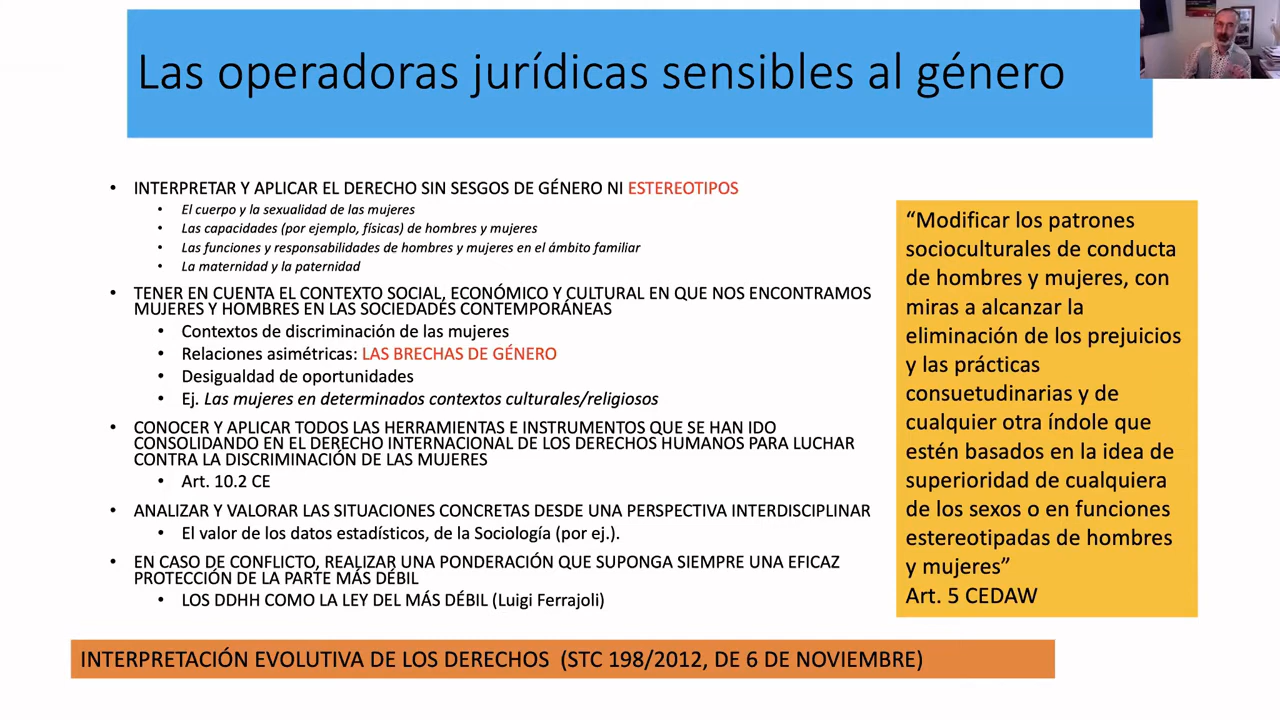 Las operadoras jurídicas sensibles al género
• INTERPRETAR Y APLICAR EL DERECHO SIN SESGOS DE GÉNERO NI ESTEREOTIPOS
• El cuerpo y la sexualidad de las mujeres
• Las capacidades (por ejemplo, físicas) de hombres y mujeres
• Las funciones y responsabilidades de hombres y mujeres en el ámbito familiar
• La maternidad y la paternidad
• TENER EN CUENTA EL CONTEXTO SOCIAL, ECONÓMICO Y CULTURAL EN QUE NOS ENCONTRAMOS
MUJERES Y HOMBRES EN LAS SOCIEDADES CONTEMPORÁNEAS
• Contextos de discriminación de las mujeres
• Relaciones asimétricas: LAS BRECHAS DE GÉNERO
• Desigualdad de oportunidades
• Ej. Las mujeres en determinados contextos culturales/religiosos
• CONOCER Y APLICAR TODOS LAS HERRAMIENTAS E INSTRUMENTOS QUE SE HAN IDO
CONSOLIDANDO EN EL DERECHO INTERNACIONAL DE LOS DERECHOS HUMANOS PARA LUCHAR
CONTRA LA DISCRIMINACIÓN DE LAS MUJERES
• Art. 10.2 CE
• ANALIZAR Y VALORAR LAS SITUACIONES CONCRETAS DESDE UNA PERSPECTIVA INTERDISCIPLINAR
• El valor de los datos estadísticos, de la Sociología (por ej.).
• EN CASO DE CONFLICTO, REALIZAR UNA PONDERACIÓN QUE SUPONGA SIEMPRE UNA EFICAZ
PROTECCIÓN DE LA PARTE MÁS DÉBIL
• LOS DDHH COMO LA LEY DEL MÁS DÉBIL (Luigi Ferrajoli)
“Modificar los patrones
socioculturales de conducta
de hombres y mujeres, con
miras a alcanzar la
eliminación de los prejuicios
y las prácticas
consuetudinarias y de
cualquier otra índole que
estén basados en la idea de
superioridad de cualquiera
de los sexos o en funciones
estereotipadas de hombres
y mujeres”
Art. 5 CEDAW
INTERPRETACIÓN EVOLUTIVA DE LOS DERECHOS (STC 198/2012, DE 6 DE NOVIEMBRE)